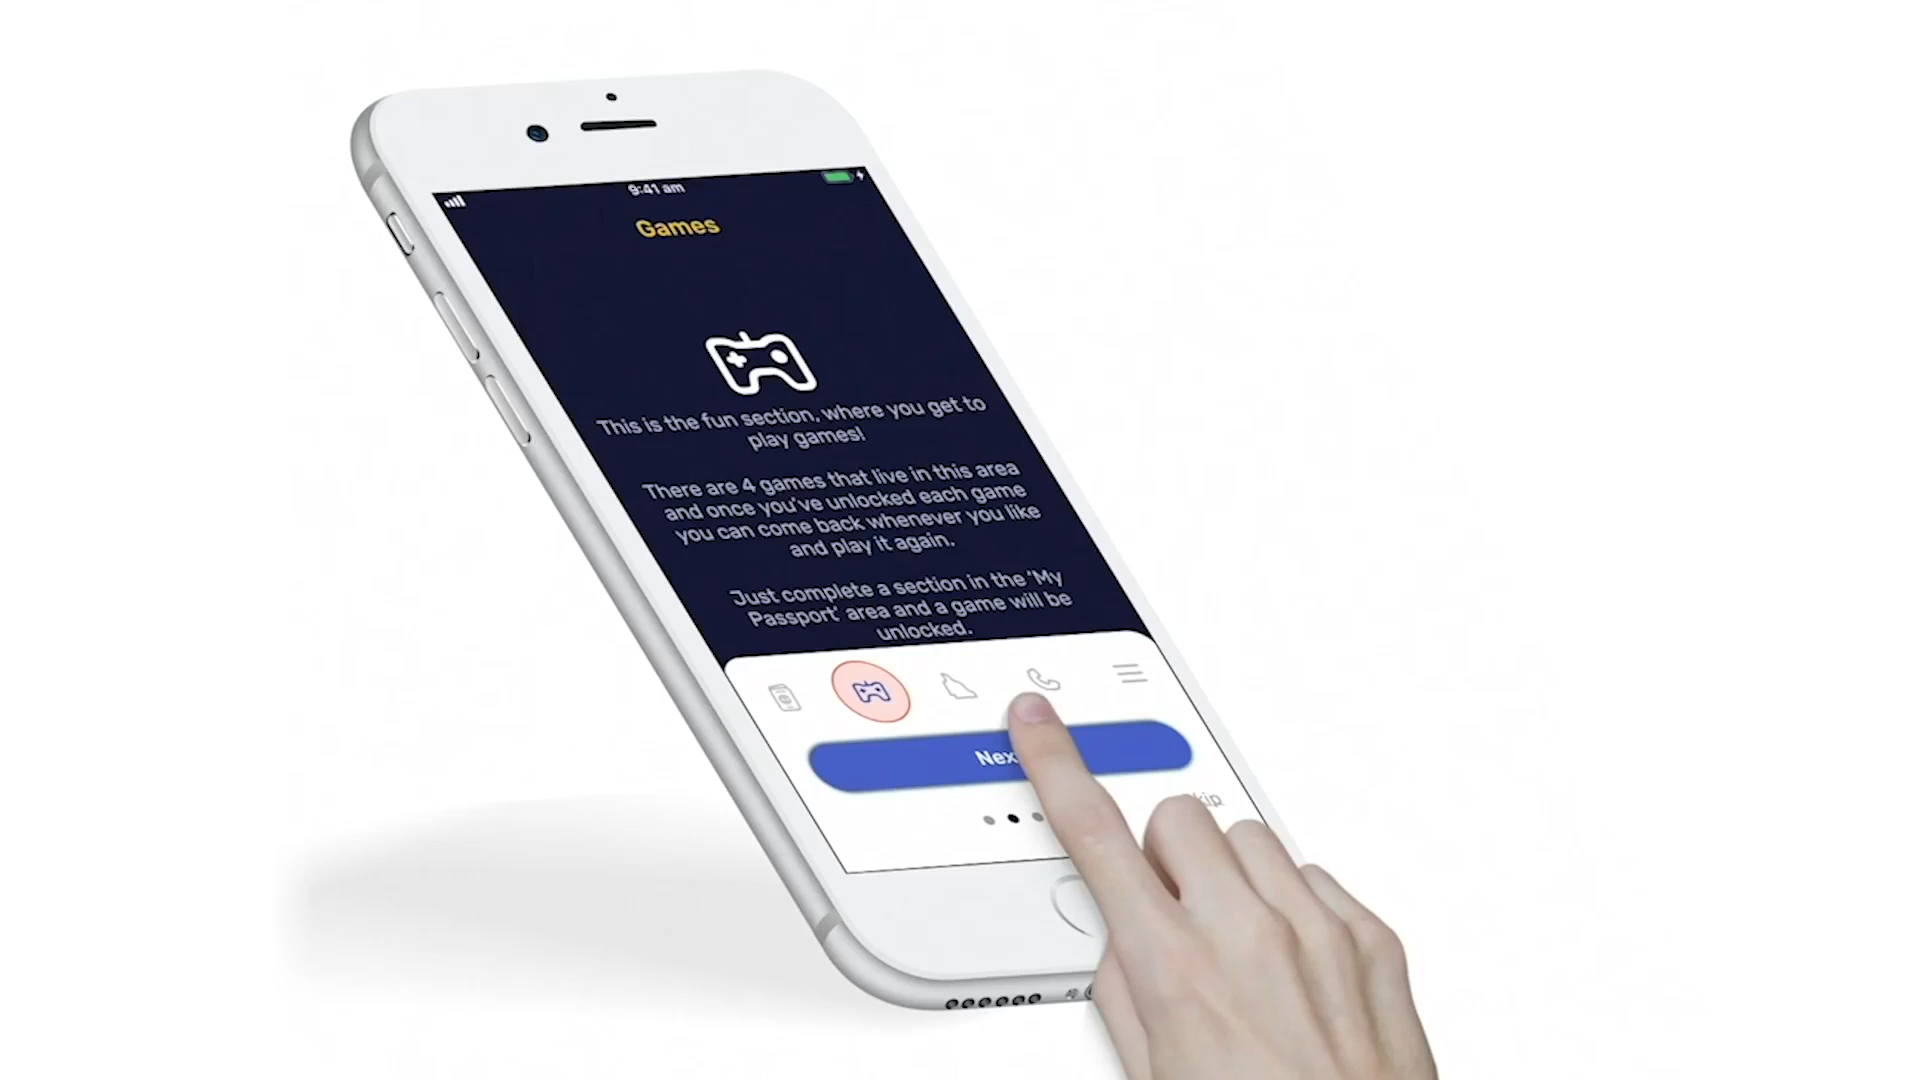 9:41 am
Games
This is the fun section, where you get to
play games!
There are 4 games that live in this area
and once you've unlocked each game
you can come back whenever you like
and play it again.
Just complete a section in the 'My
Passport' area and a game will be
unlocked.
Nex
kip